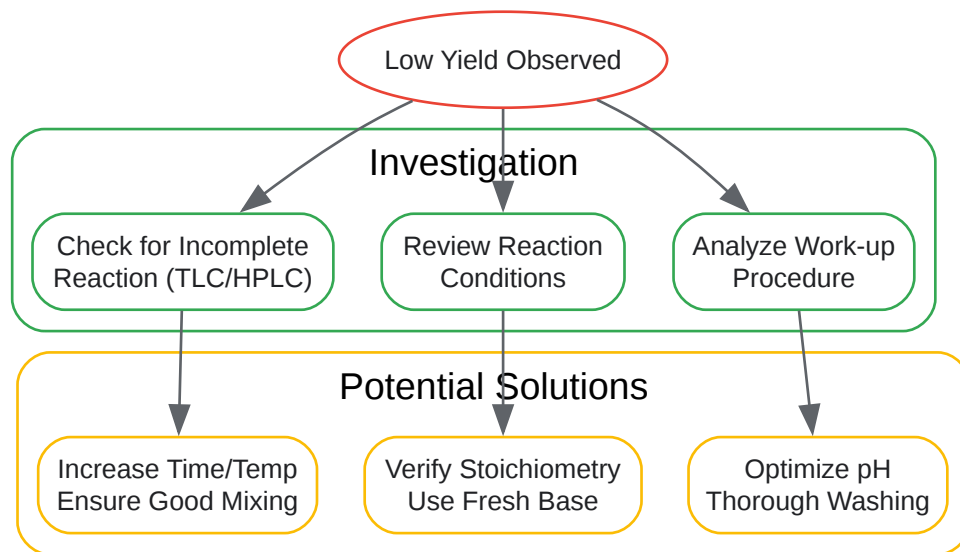 Low Yield Observed
Investigation
Check for Incomplete
Reaction (TLC/HPLC)
Review Reaction
Conditions
Analyze Work-up
Procedure
Potential Solutions
Increase Time/Temp
Ensure Good Mixing
Verify Stoichiometry
Use Fresh Base
Optimize pH
Thorough Washing